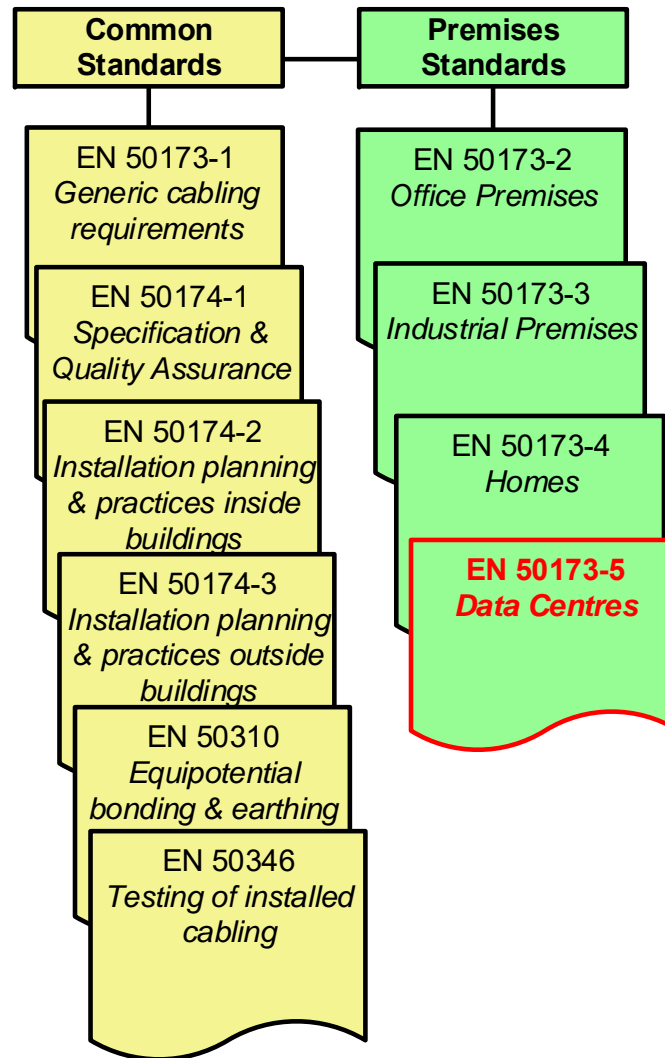 Common
Standards
EN 50173-1
Generic cabling
requirements
EN 50174-1
Specification &
Quality Assurance
EN 50174-2
Installation planning
& practices inside
buildings
EN 50174-3
Installation planning
& practices outside
buildings
EN 50310
Equipotential
bonding & earthing
EN 50346
Testing of installed
cabling
Premises
Standards
EN 50173-2
Office Premises
EN 50173-3
Industrial Premises
EN 50173-4
Homes
EN 50173-5
Data Centres